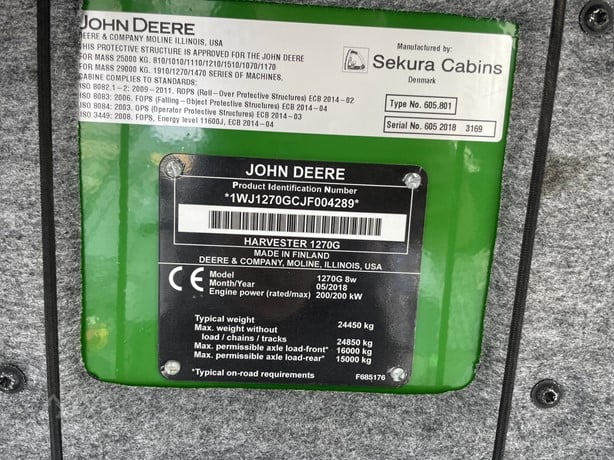 JOHN DEERE
DEERE & COMPANY MOLINE ILLINOIS, USA
THIS PROTECTIVE STRUCTURE IS APPROVED FOR THE JOHN DEERE
FOR MASS 25000 KG. 810/1010/1110/1210/1510/1070/1170
FOR MASS 29000 KG. 1910/1270/1470 SERIES OF MACHINES.
CABINE COMPLIES TO STANDARDS:
ISO 8082.1-2: 2009-2011, ROPS (Roll-Over Protective Structures) ECB 2014-02
ISO 8083: 2006, FOPS (Falling-Object Protective Structures) ECB 2014-04
ISO 8084: 2003, OPS (Operator Protective Structures) ECB 2014-03
ISO 3449: 2008, FOPS, Energy level 11600J, ECB 2014-04
Manufactured by:
Sekura Cabins
Denmark
Type No. 605.801
Serial No. 605 2018 3169
JOHN DEERE
Product Identification Number
*1WJ1270GCJF004289*
HARVESTER 1270G
MADE IN FINLAND
DEERE & COMPANY, MOLINE, ILLINOIS, USA
CE
Model 1270G 8w
Month/Year 05/2018
Engine power (rated/max) 200/200 kW
Typical weight 24450 kg
Max. weight without
load / chains / tracks 24850 kg
Max. permissible axle load-front* 16000 kg
Max. permissible axle load-rear* 15000 kg
*Typical on-road requirements F685176